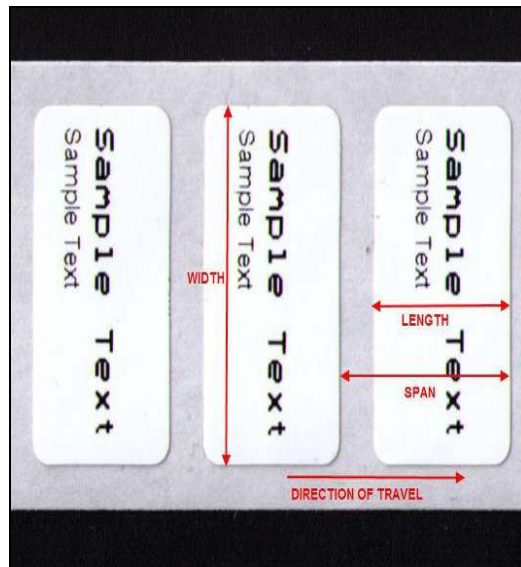 Sample Text
Sample Text
Sample Text
Sample Text
Sample Text
Sample Text
WIDTH
LENGTH
SPAN
DIRECTION OF TRAVEL